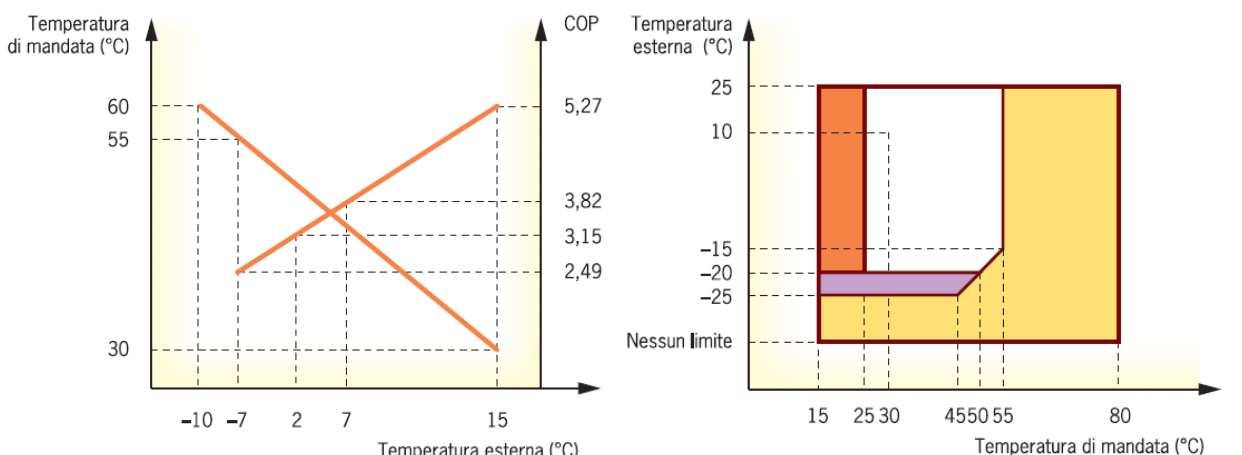 Temperatura
di mandata (°C)
COP
60
55
30
5,27
3,82
3,15
2,49
–10 –7 2 7 15
Temperatura esterna (°C)
Temperatura
esterna (°C)
25
10
–15
–20
–25
Nessun limite
15 25 30 45 50 55 80
Temperatura di mandata (°C)